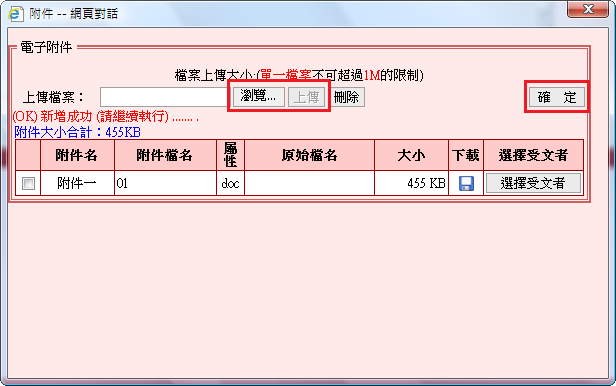 附件 -- 網頁對話
電子附件
檔案上傳大小:(單一檔案不可超過1M的限制)
上傳檔案： 瀏覽... 上傳 刪除 確 定
(OK) 新增成功 (請繼續執行) ....... .
附件大小合計：455KB
附件名 附件檔名 屬性 原始檔名 大小 下載 選擇受文者
附件一 01 doc 455 KB 選擇受文者